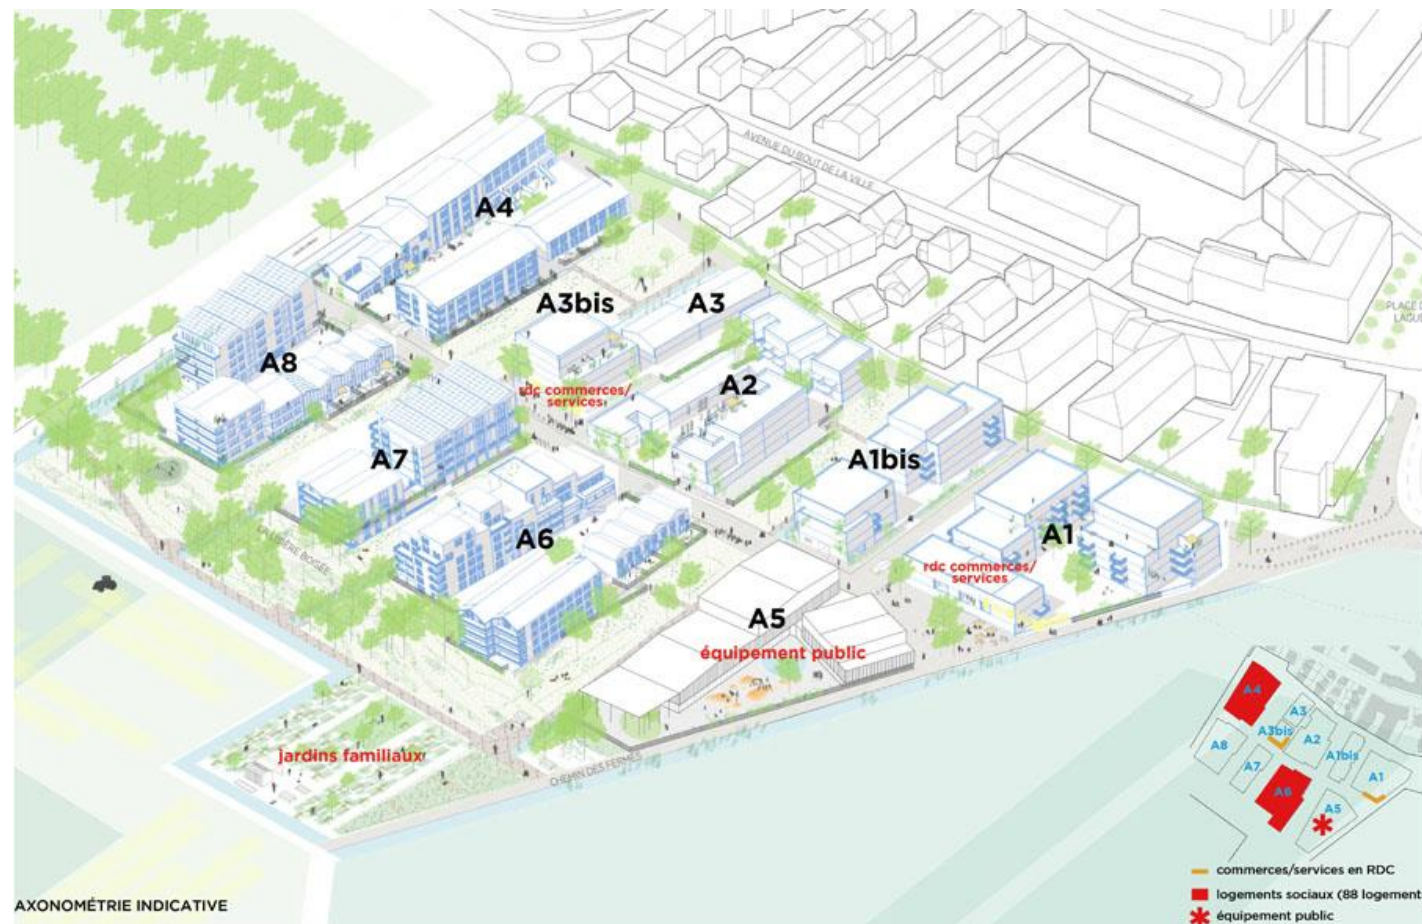 AVENUE DU BOUT DE LA VILLE
A4
A3bis
A3
PLACE
A8
rdc commerces/
services
A2
A7
A1bis
A6
A1
rdc commerces/
services
A5
équipement public
jardins familiaux
CHEMIN DES FERMES
A4
A3
A3bis
A2
A8
A1bis
A7
A1
A6
A5
commerces/services en RDC
logements sociaux (88 logement
équipement public
AXONOMÉTRIE INDICATIVE